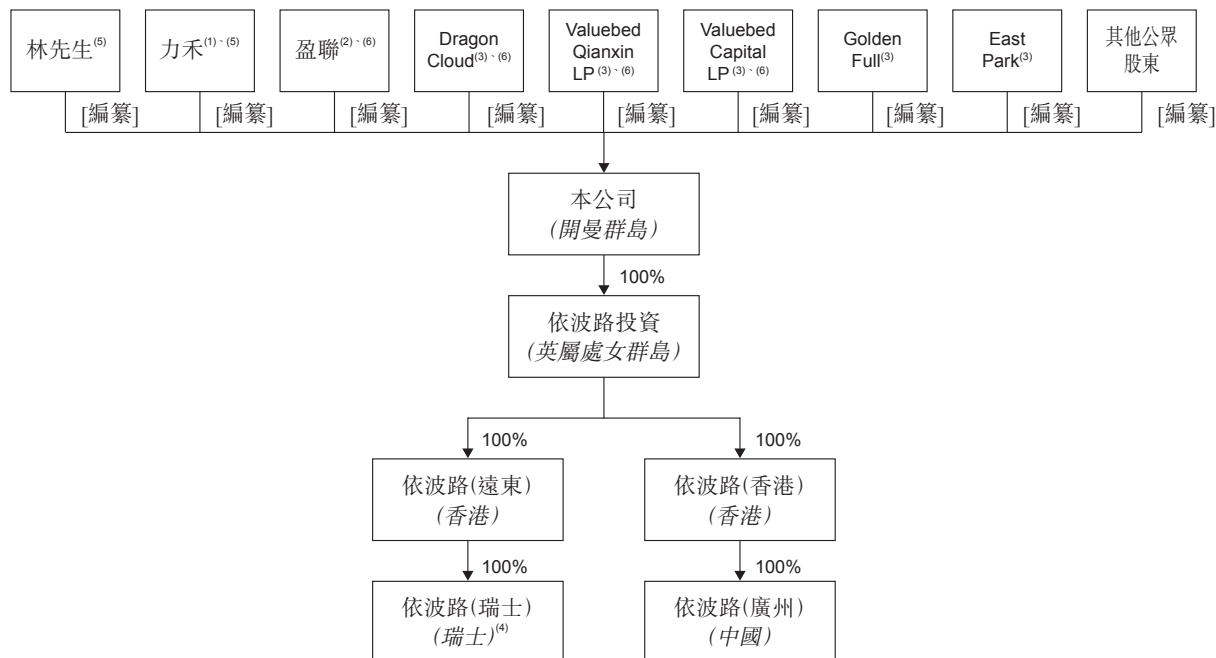 林先生(5)
力禾(1)、(5)
盈聯(2)、(6)
Dragon
Cloud(3)、(6)
Valuebed
Qianxin
LP(3)、(6)
Valuebed
Capital
LP(3)、(6)
Golden
Full(3)
East
Park(3)
其他公眾
股東
[編纂]
[編纂]
[編纂]
[編纂]
[編纂]
[編纂]
[編纂]
[編纂]
[編纂]
本公司
(開曼群島)
100%
依波路投資
(英屬處女群島)
100%
100%
依波路(遠東)
(香港)
依波路(香港)
(香港)
100%
100%
依波路(瑞士)
(瑞士)(4)
依波路(廣州)
(中國)